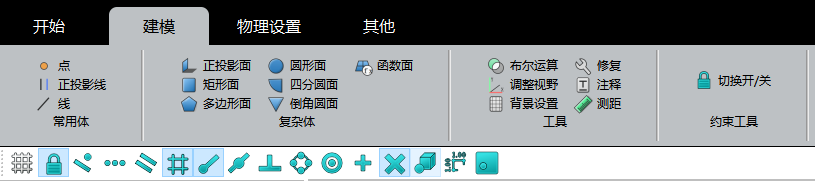 开始 建模 物理设置 其他
点 正投影面 圆形面 函数面 布尔运算 修复
正投影线 矩形面 四分圆面 调整视野 注释 切换开/关
线 多边形面 倒角圆面 背景设置 测距
常用体 复杂体 工具 约束工具
1.00